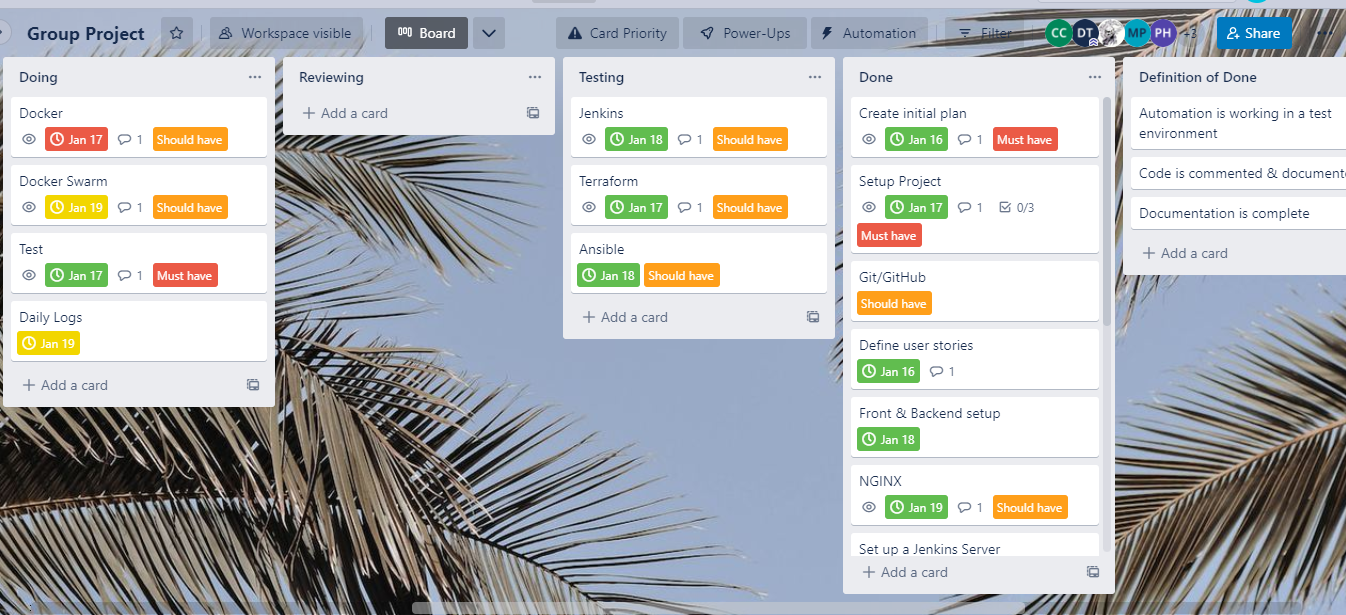 Group Project
Workspace visible
Board
Card Priority
Power-Ups
Automation
Filter
CC
DT
MP
PH
+3
Share
Doing
Docker
Jan 17
1
Should have
Docker Swarm
Jan 19
1
Should have
Test
Jan 17
1
Must have
Daily Logs
Jan 19
+ Add a card
Reviewing
+ Add a card
Testing
Jenkins
Jan 18
1
Should have
Terraform
Jan 17
1
Should have
Ansible
Jan 18
Should have
+ Add a card
Done
Create initial plan
Jan 16
1
Must have
Setup Project
Jan 17
1
0/3
Must have
Git/GitHub
Should have
Define user stories
Jan 16
1
Front & Backend setup
Jan 18
NGINX
Jan 19
1
Should have
Set up a Jenkins Server
+ Add a card
Definition of Done
Automation is working in a test
environment
Code is commented & document
Documentation is complete
+ Add a card